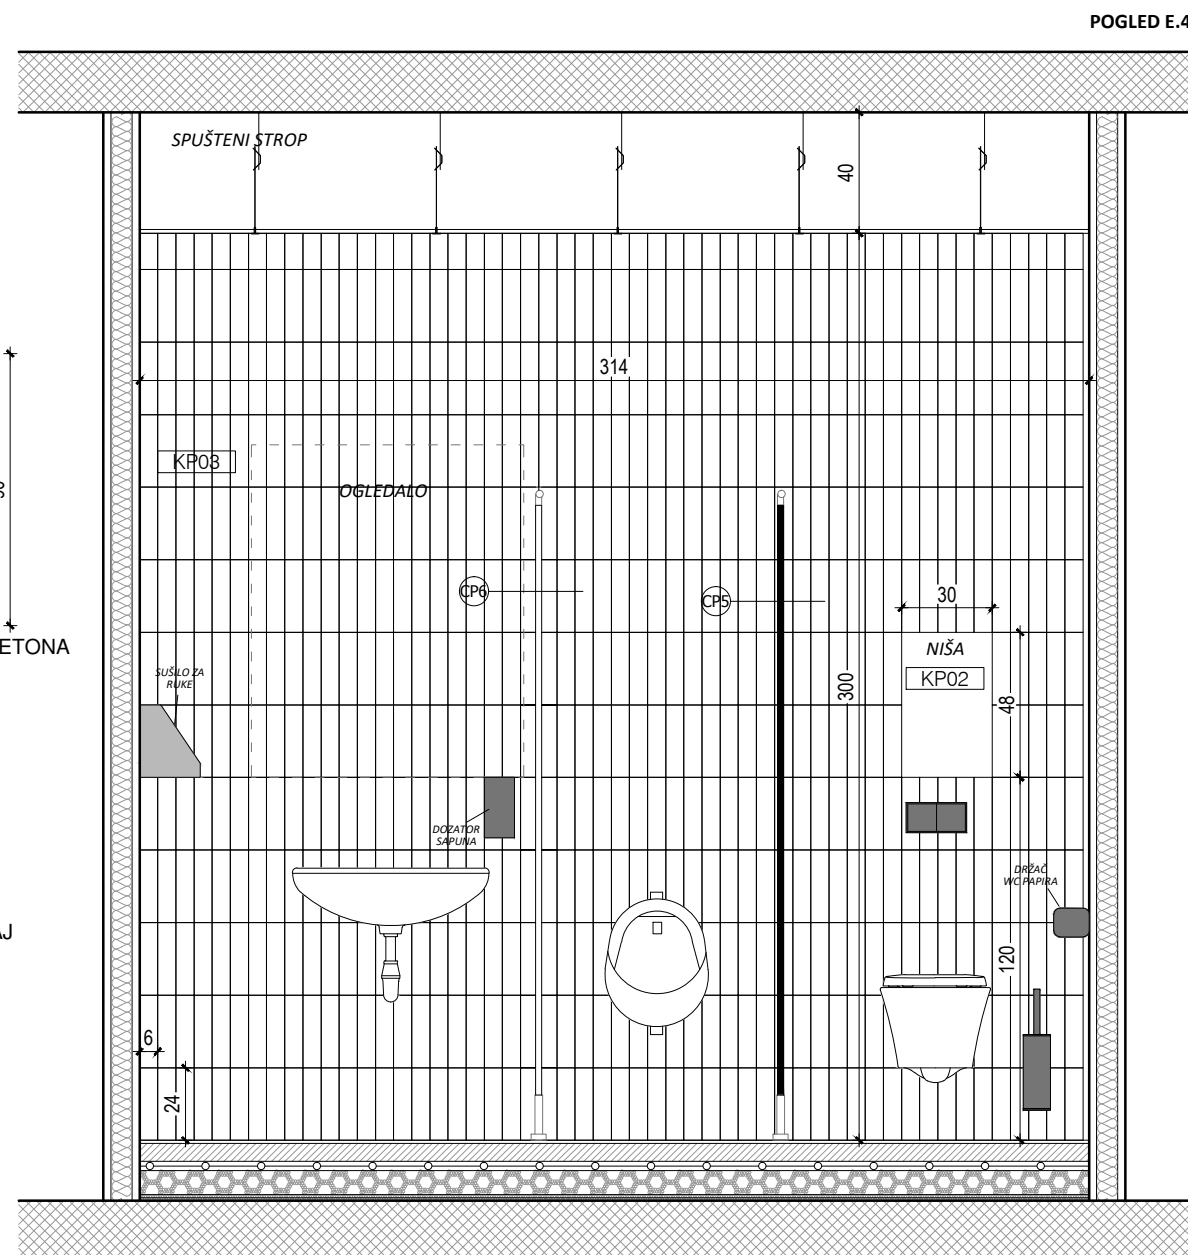 POGLED E.4
SPUŠTENI STROP
40
314
KP03
OGLEDALO
CP6
CP5
30
ETONA
NIŠA
KP02
SUŠILO ZA
RUKE
300
48
DOZATOR
SAPUNA
DRŽAČ
WC PAPIRA
AJ
120
6
24